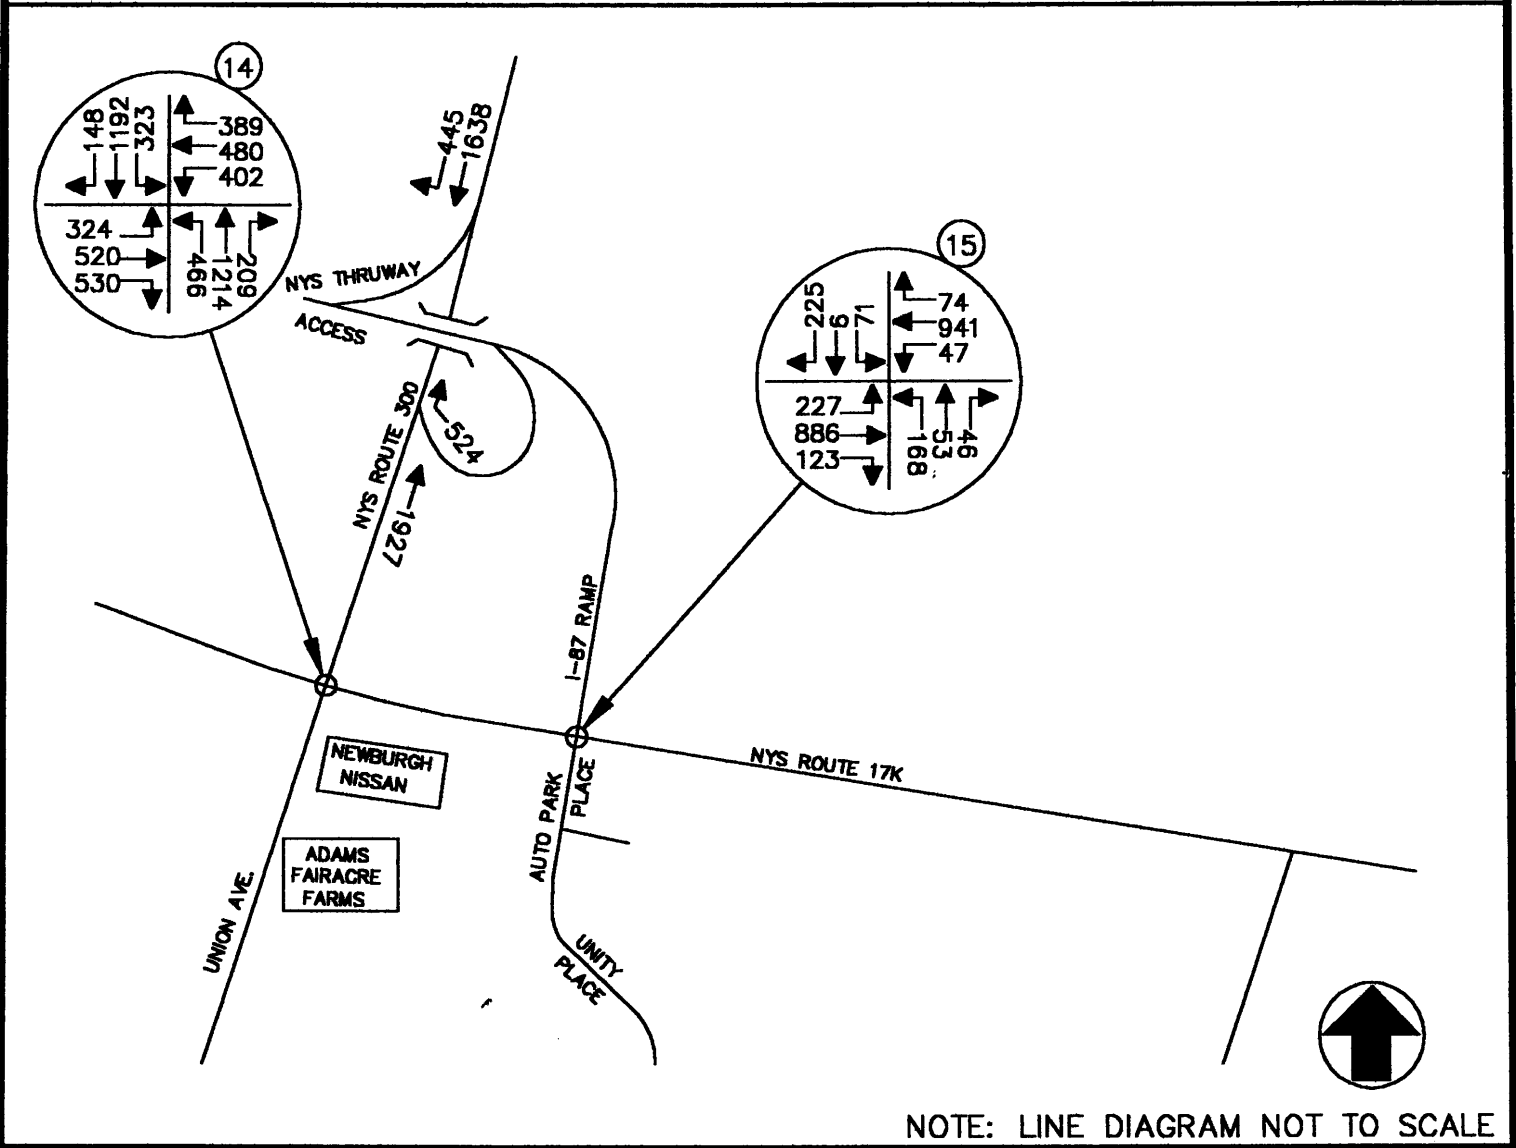 14
148
1192
323
389
480
402
324
520
530
466
1214
209
445
1638
NYS THRUWAY
ACCESS
NYS ROUTE 300
524
1927
15
225
6
71
74
941
47
227
886
123
168
53
46
I-87 RAMP
NYS ROUTE 17K
NEWBURGH
NISSAN
ADAMS
FAIRACRE
FARMS
AUTO PARK
PLACE
UNION AVE.
UNITY
PLACE
NOTE: LINE DIAGRAM NOT TO SCALE